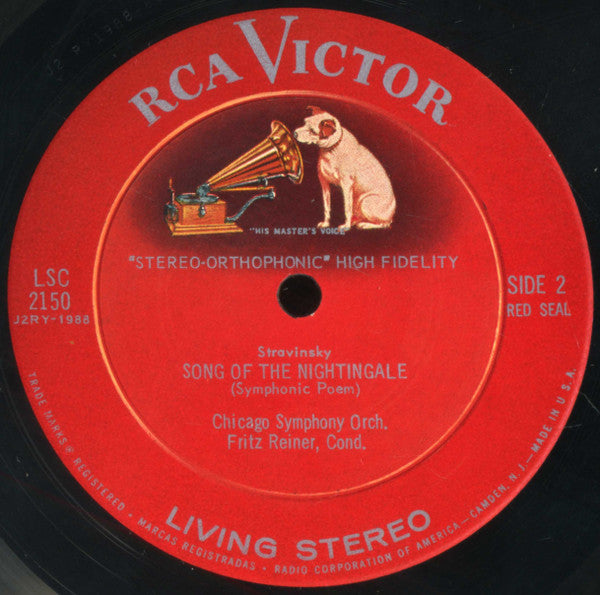 J2 R 1988
RCA VICTOR
"HIS MASTER'S VOICE"
"STEREO-ORTHOPHONIC" HIGH FIDELITY
LSC
2150
J2RY-1988
SIDE 2
RED SEAL
Stravinsky
SONG OF THE NIGHTINGALE
(Symphonic Poem)
Chicago Symphony Orch.
Fritz Reiner, Cond.
LIVING STEREO
TRADE MARKS ® REGISTERED • MARCAS REGISTRADAS • RADIO CORPORATION OF AMERICA—CAMDEN, N.J.—MADE IN U.S.A.